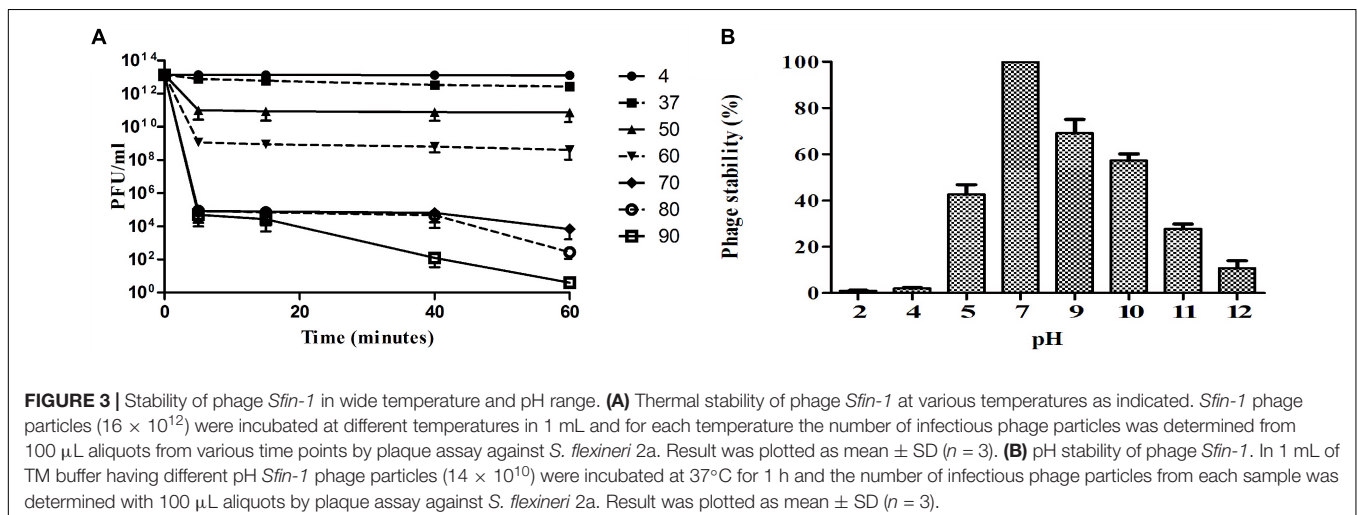 A
B
10¹⁴
10¹²
10¹⁰
10⁸
10⁶
10⁴
10²
10⁰
PFU/ml
0 20 40 60
Time (minutes)
4
37
50
60
70
80
90
100
80
60
40
20
0
Phage stability (%)
2 4 5 7 9 10 11 12
pH
FIGURE 3 | Stability of phage Sfin-1 in wide temperature and pH range. (A) Thermal stability of phage Sfin-1 at various temperatures as indicated. Sfin-1 phage
particles (16 × 10¹²) were incubated at different temperatures in 1 mL and for each temperature the number of infectious phage particles was determined from
100 μL aliquots from various time points by plaque assay against S. flexineri 2a. Result was plotted as mean ± SD (n = 3). (B) pH stability of phage Sfin-1. In 1 mL of
TM buffer having different pH Sfin-1 phage particles (14 × 10¹⁰) were incubated at 37°C for 1 h and the number of infectious phage particles from each sample was
determined with 100 μL aliquots by plaque assay against S. flexineri 2a. Result was plotted as mean ± SD (n = 3).